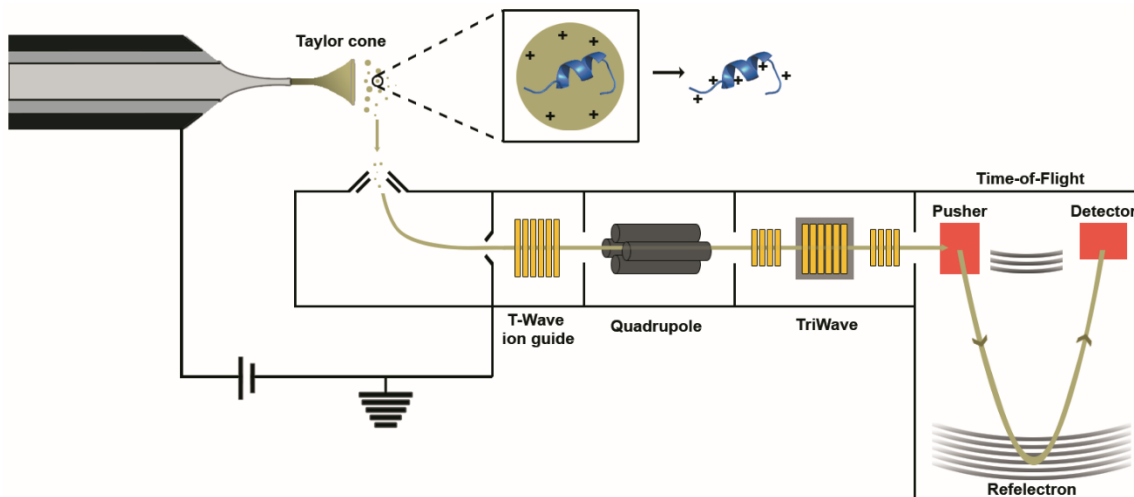 Taylor cone
Time-of-Flight
Pusher
Detector
T-Wave
ion guide
Quadrupole
TriWave
Refelectron